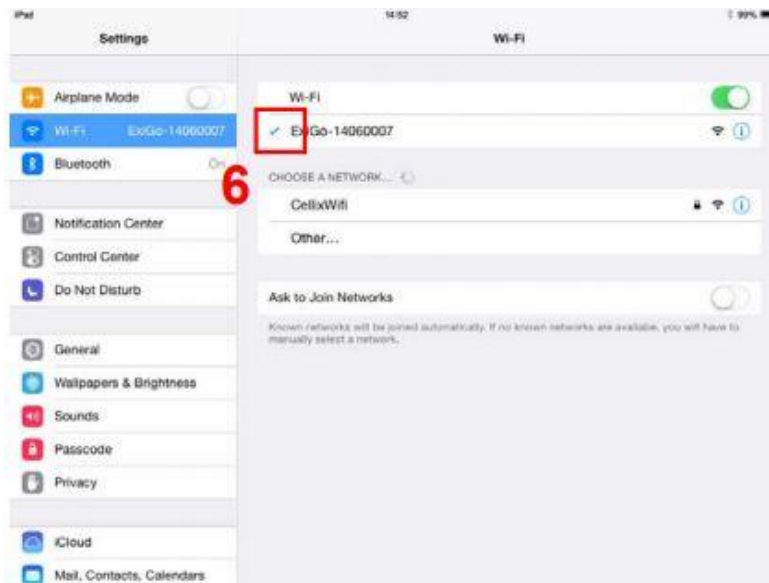 iPad 14:52 99%
Settings
Wi-Fi
Airplane Mode
Wi-Fi ExiGo-14060007
Bluetooth On
Notification Center
Control Center
Do Not Disturb
General
Wallpapers & Brightness
Sounds
Passcode
Privacy
iCloud
Mail, Contacts, Calendars
Wi-Fi
ExiGo-14060007
6
CHOOSE A NETWORK...
CellixWifi
Other...
Ask to Join Networks
Known networks will be joined automatically. If no known networks are available, you will have to
manually select a network.